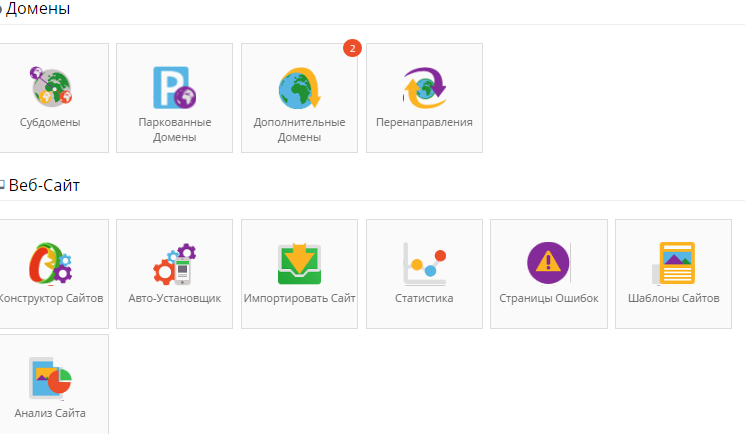 Домены
2
Субдомены
Паркованные
Домены
Дополнительные
Домены
Перенаправления
Веб-Сайт
Конструктор Сайтов
Авто-Установщик
Импортировать Сайт
Статистика
Страницы Ошибок
Шаблоны Сайтов
Анализ Сайта